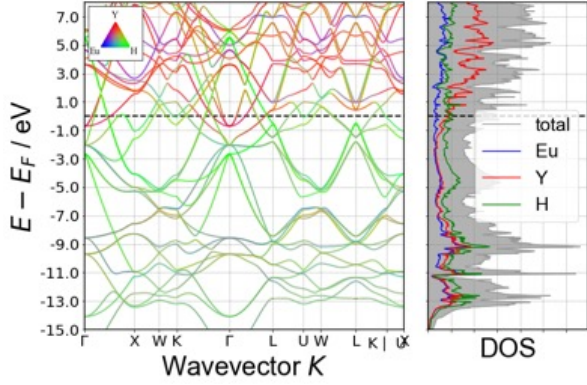 Y
Eu
H
7.0
5.0
3.0
1.0
-1.0
-3.0
-5.0
-7.0
-9.0
-11.0
-13.0
-15.0
E − E_F / eV
Γ X W K Γ L U W L K | U X
Wavevector K
total
Eu
Y
H
DOS